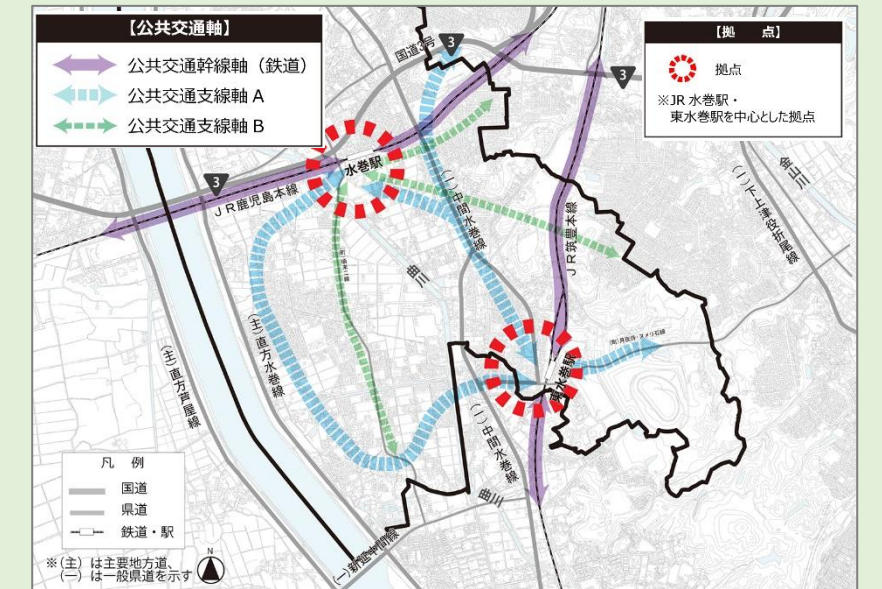 【公共交通軸】
公共交通幹線軸（鉄道）
公共交通支線軸 A
公共交通支線軸 B
【拠 点】
拠点
※JR 水巻駅・
東水巻駅を中心とした拠点
国道3号
3
3
3
水巻駅
JR鹿児島本線
(一)中間水巻線
JR筑豊本線
(一)下上津役折尾線
金山川
曲川
(主)直方水巻線
(主)直方芦屋線
東水巻駅
(一)中間水巻線
曲川
(一)新延中間線
凡 例
国道
県道
鉄道・駅
※(主)は主要地方道、
(一)は一般県道を示す
N